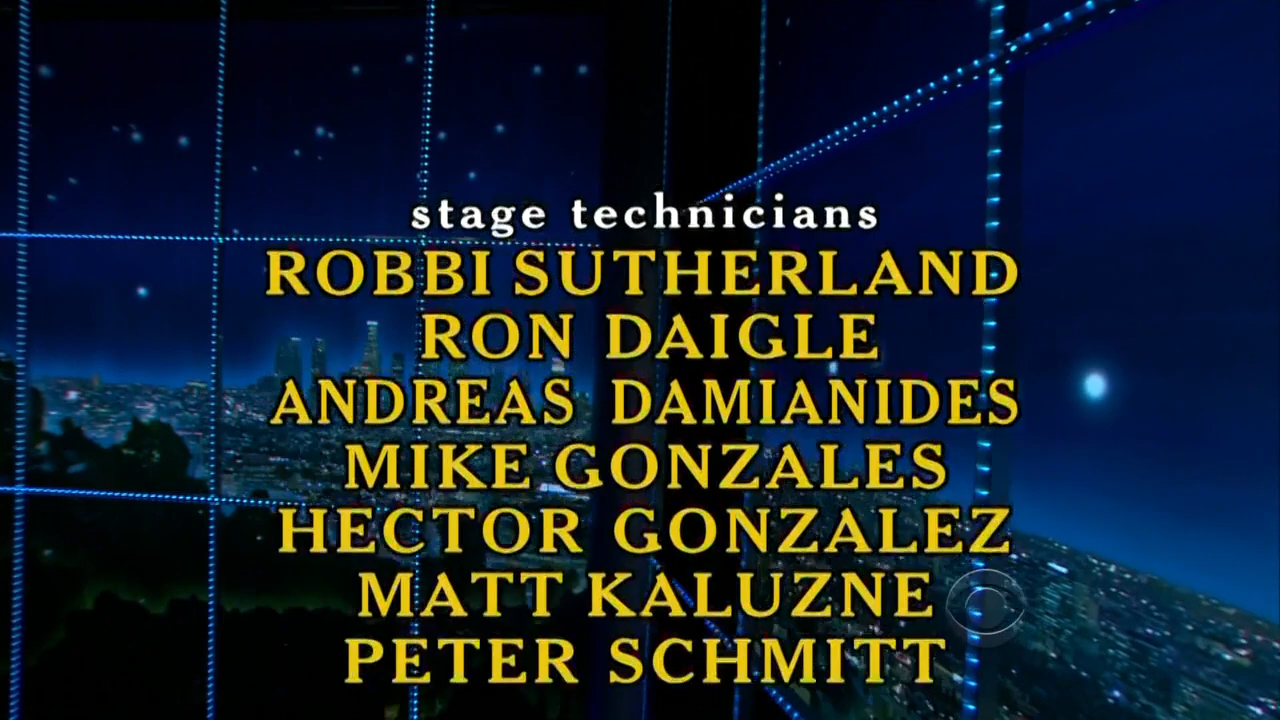 stage technicians
ROBBI SUTHERLAND
RON DAIGLE
ANDREAS DAMIANIDES
MIKE GONZALES
HECTOR GONZALEZ
MATT KALUZNE
PETER SCHMITT